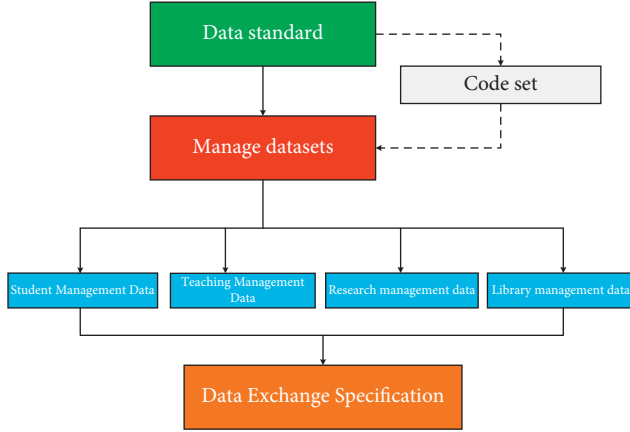 Data standard
Code set
Manage datasets
Student Management Data
Teaching Management
Data
Research management data
Library management data
Data Exchange Specification